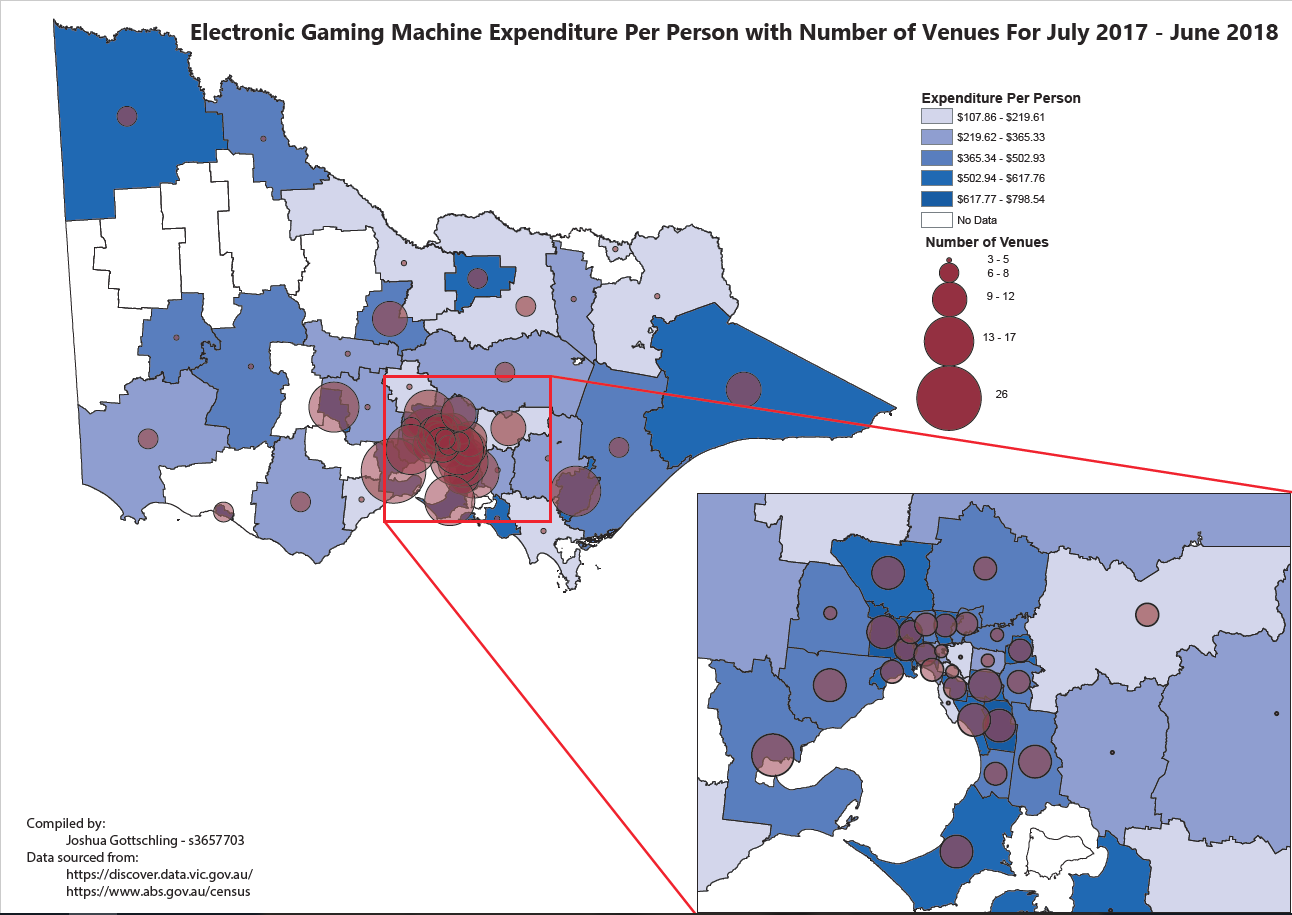 Electronic Gaming Machine Expenditure Per Person with Number of Venues For July 2017 - June 2018
Expenditure Per Person
$107.86 - $219.61
$219.62 - $365.33
$365.34 - $502.93
$502.94 - $617.76
$617.77 - $798.54
No Data
Number of Venues
3 - 5
6 - 8
9 - 12
13 - 17
26
Compiled by:
Joshua Gottschling - s3657703
Data sourced from:
https://discover.data.vic.gov.au/
https://www.abs.gov.au/census